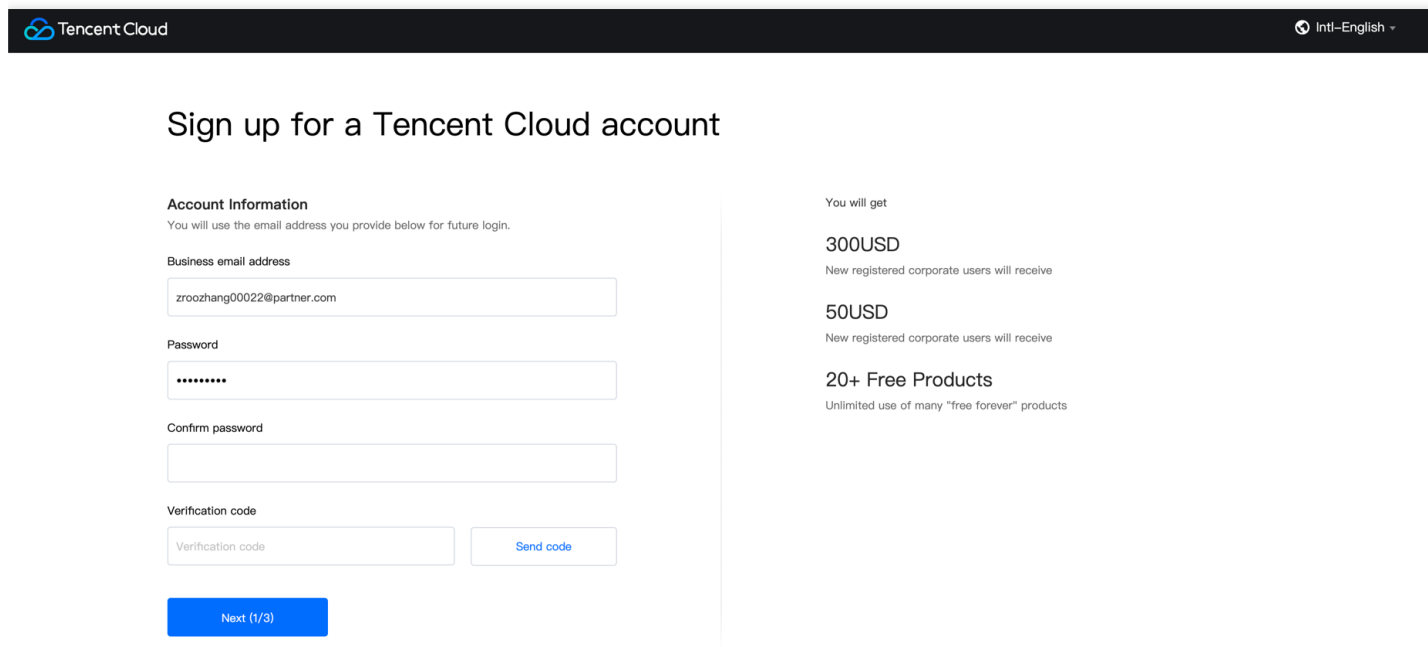 Tencent Cloud
Intl-English
Sign up for a Tencent Cloud account
Account Information
You will use the email address you provide below for future login.
Business email address
zroozhang00022@partner.com
Password
•••••••••
Confirm password
Verification code
Verification code
Send code
Next (1/3)
You will get
300USD
New registered corporate users will receive
50USD
New registered corporate users will receive
20+ Free Products
Unlimited use of many "free forever" products